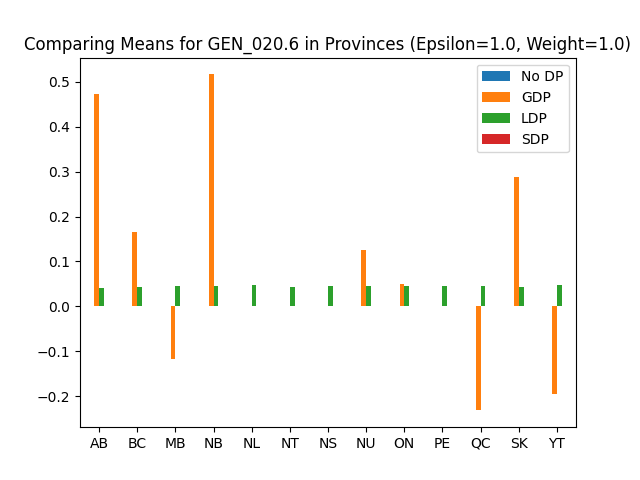 Comparing Means for GEN_020.6 in Provinces (Epsilon=1.0, Weight=1.0)
No DP
GDP
LDP
SDP
0.5
0.4
0.3
0.2
0.1
0.0
−0.1
−0.2
AB BC MB NB NL NT NS NU ON PE QC SK YT